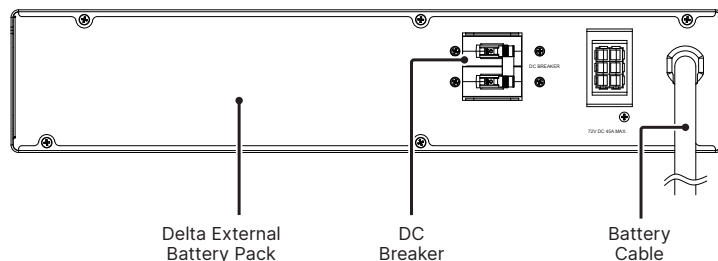 DC BREAKER
72V DC 45A MAX.
Delta External
Battery Pack
DC
Breaker
Battery
Cable